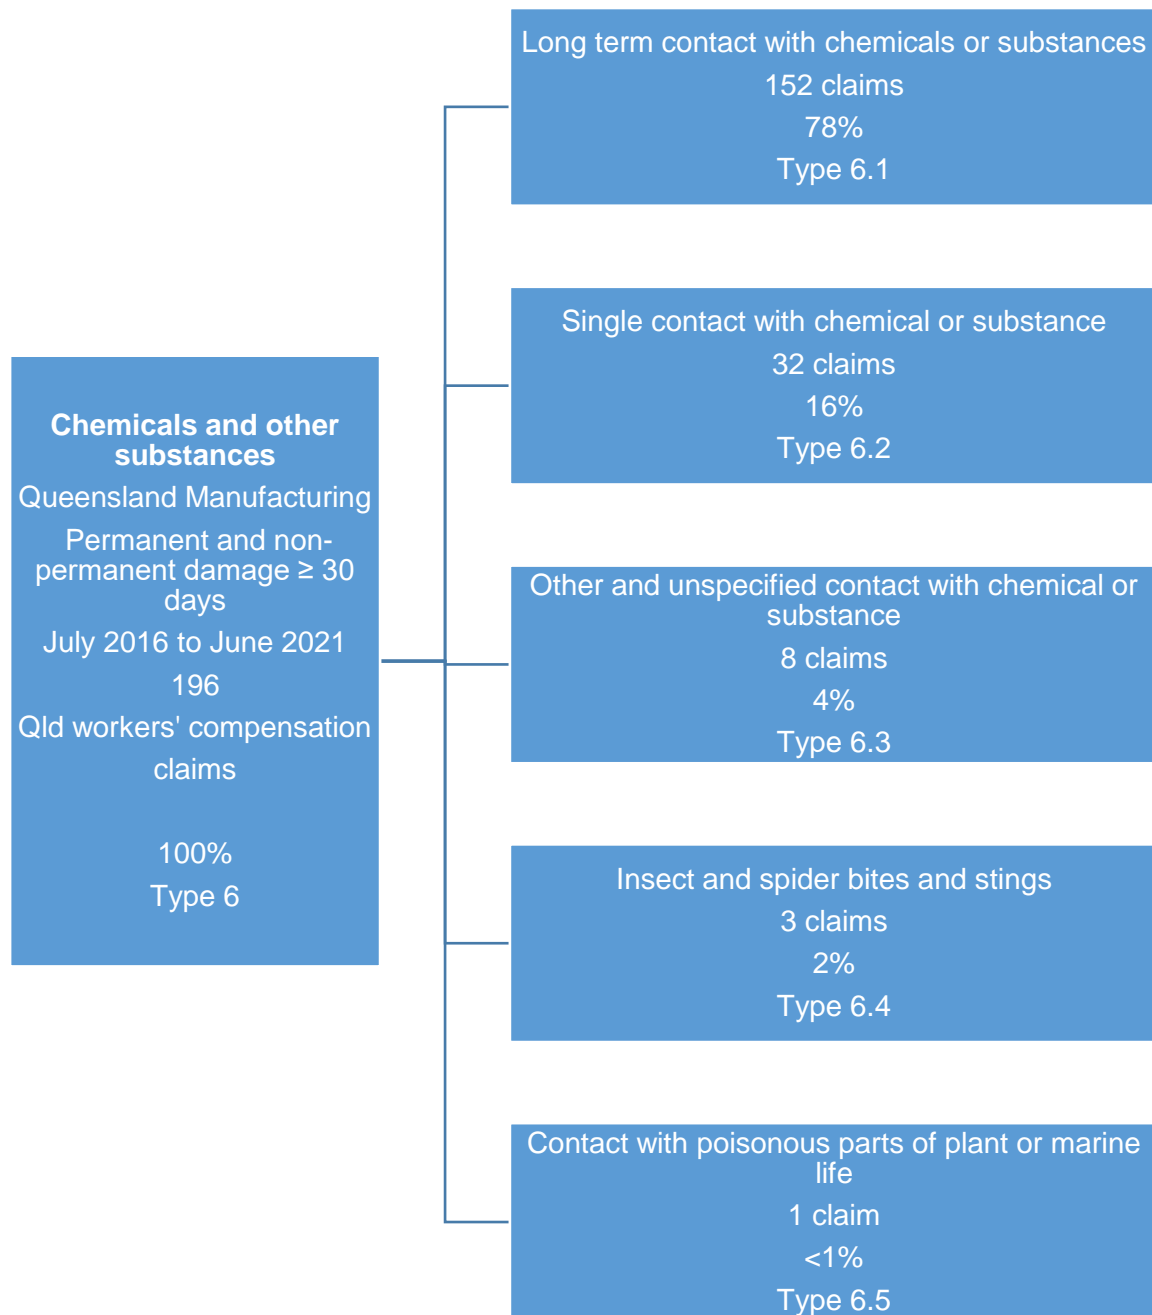 Chemicals and other
substances
Queensland Manufacturing
Permanent and non-
permanent damage ≥ 30
days
July 2016 to June 2021
196
Qld workers' compensation
claims
100%
Type 6
Long term contact with chemicals or substances
152 claims
78%
Type 6.1
Single contact with chemical or substance
32 claims
16%
Type 6.2
Other and unspecified contact with chemical or
substance
8 claims
4%
Type 6.3
Insect and spider bites and stings
3 claims
2%
Type 6.4
Contact with poisonous parts of plant or marine
life
1 claim
<1%
Type 6.5